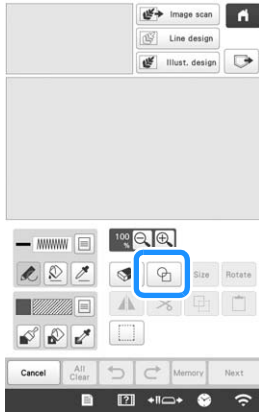 Image scan
Line design
Illust. design
100
%
Size
Rotate
Cancel
All
Clear
Memory
Next
?